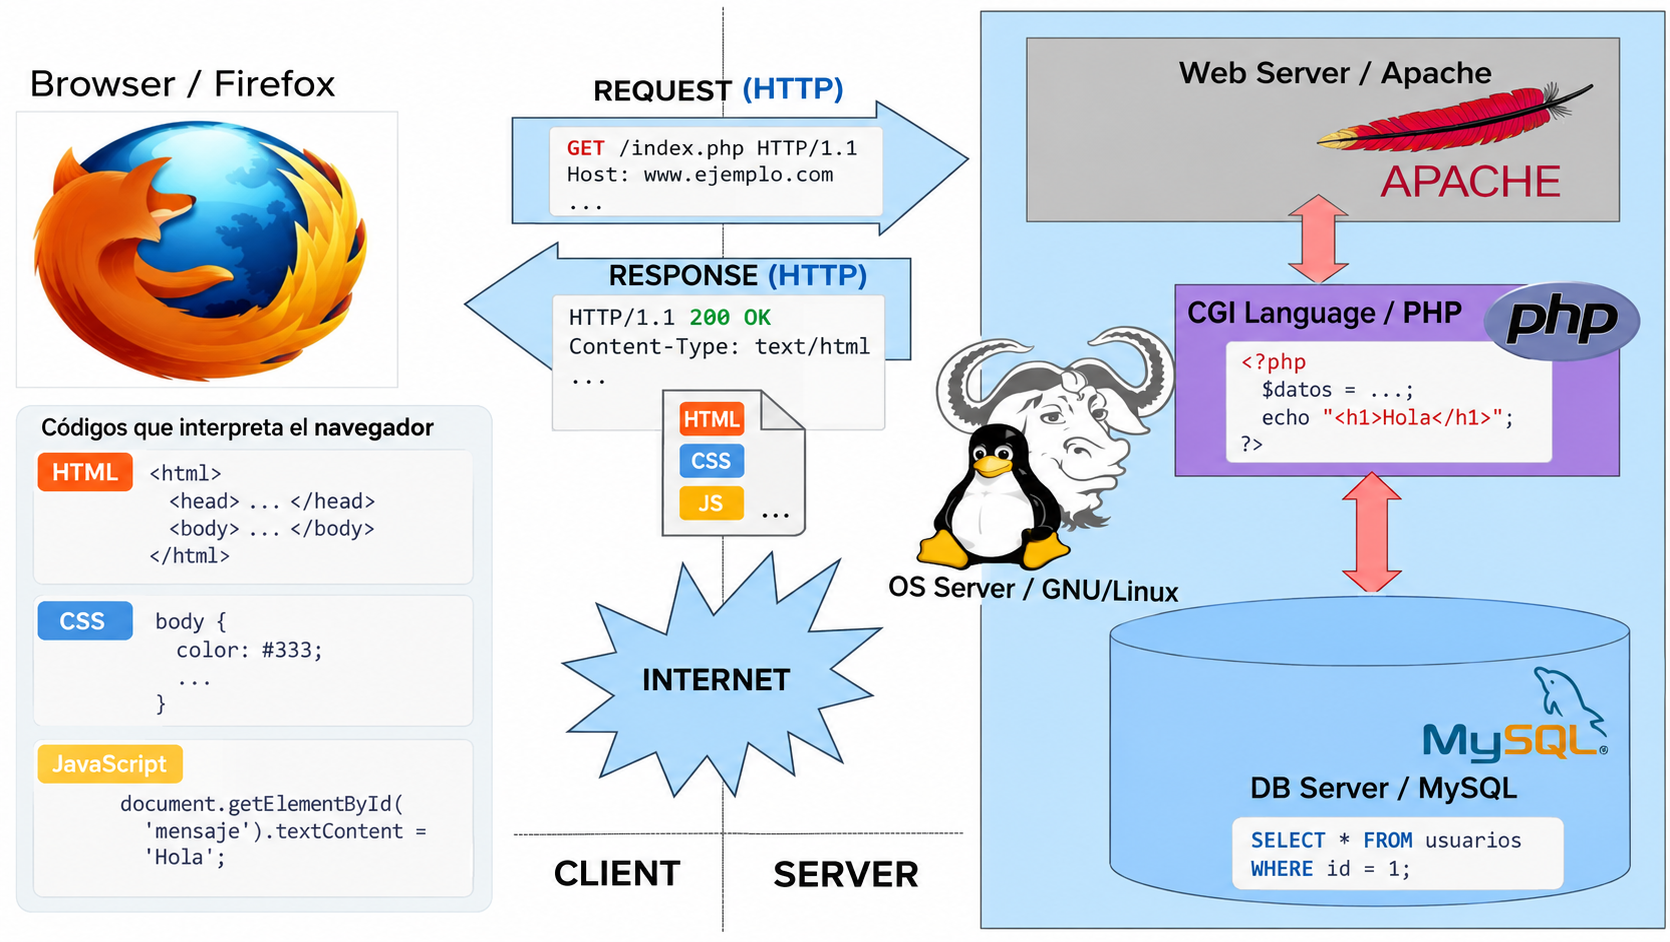 Browser / Firefox
Códigos que interpreta el navegador
HTML
<html>
<head> ... </head>
<body> ... </body>
</html>
CSS
body {
color: #333;
...
}
JavaScript
document.getElementById(
'mensaje').textContent =
'Hola';
REQUEST (HTTP)
GET /index.php HTTP/1.1
Host: www.ejemplo.com
...
RESPONSE (HTTP)
HTTP/1.1 200 OK
Content-Type: text/html
...
HTML
CSS
JS
...
INTERNET
CLIENT
SERVER
OS Server / GNU/Linux
Web Server / Apache
APACHE
CGI Language / PHP
php
<?php
$datos = ...;
echo "<h1>Hola</h1>";
?>
MySQL®
DB Server / MySQL
SELECT * FROM usuarios
WHERE id = 1;